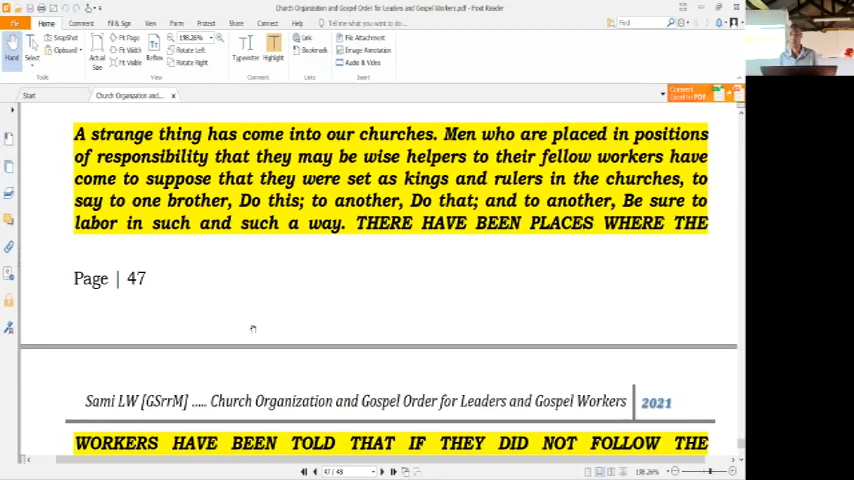 Church Organization and Gospel Order for Leaders and Gospel Workers.pdf - Foxit Reader
File Home Comment Fill & Sign View Form Protect Share Connect Help Tell me what you want to do... Find
Hand
Select
SnapShot
Clipboard
Actual Size
Fit Page
Fit Width
Fit Visible
Reflow
198.26%
Rotate Left
Rotate Right
Typewriter
Highlight
Link
Bookmark
File Attachment
Image Annotation
Audio & Video
Tools View Comment Insert
Start Church Organization and...
A strange thing has come into our churches. Men who are placed in positions
of responsibility that they may be wise helpers to their fellow workers have
come to suppose that they were set as kings and rulers in the churches, to
say to one brother, Do this; to another, Do that; and to another, Be sure to
labor in such and such a way. THERE HAVE BEEN PLACES WHERE THE
Page | 47
Sami LW [GSrrM] ..... Church Organization and Gospel Order for Leaders and Gospel Workers 2021
WORKERS HAVE BEEN TOLD THAT IF THEY DID NOT FOLLOW THE
47 / 48 198.26%